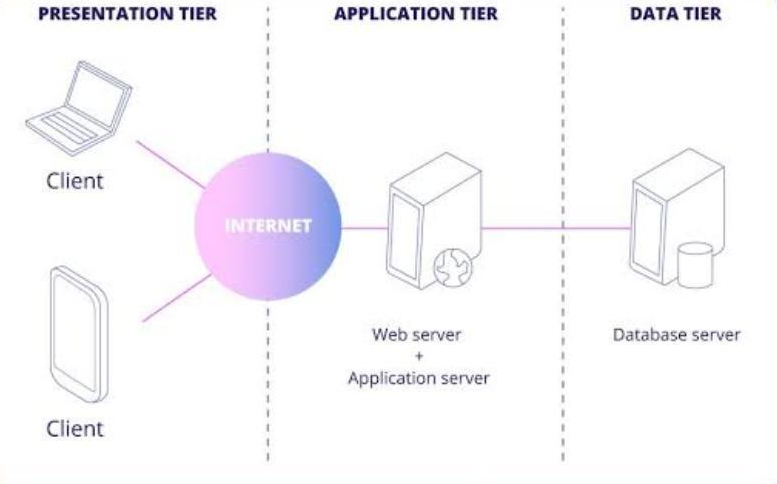 PRESENTATION TIER
APPLICATION TIER
DATA TIER
Client
INTERNET
Web server
+
Application server
Database server
Client